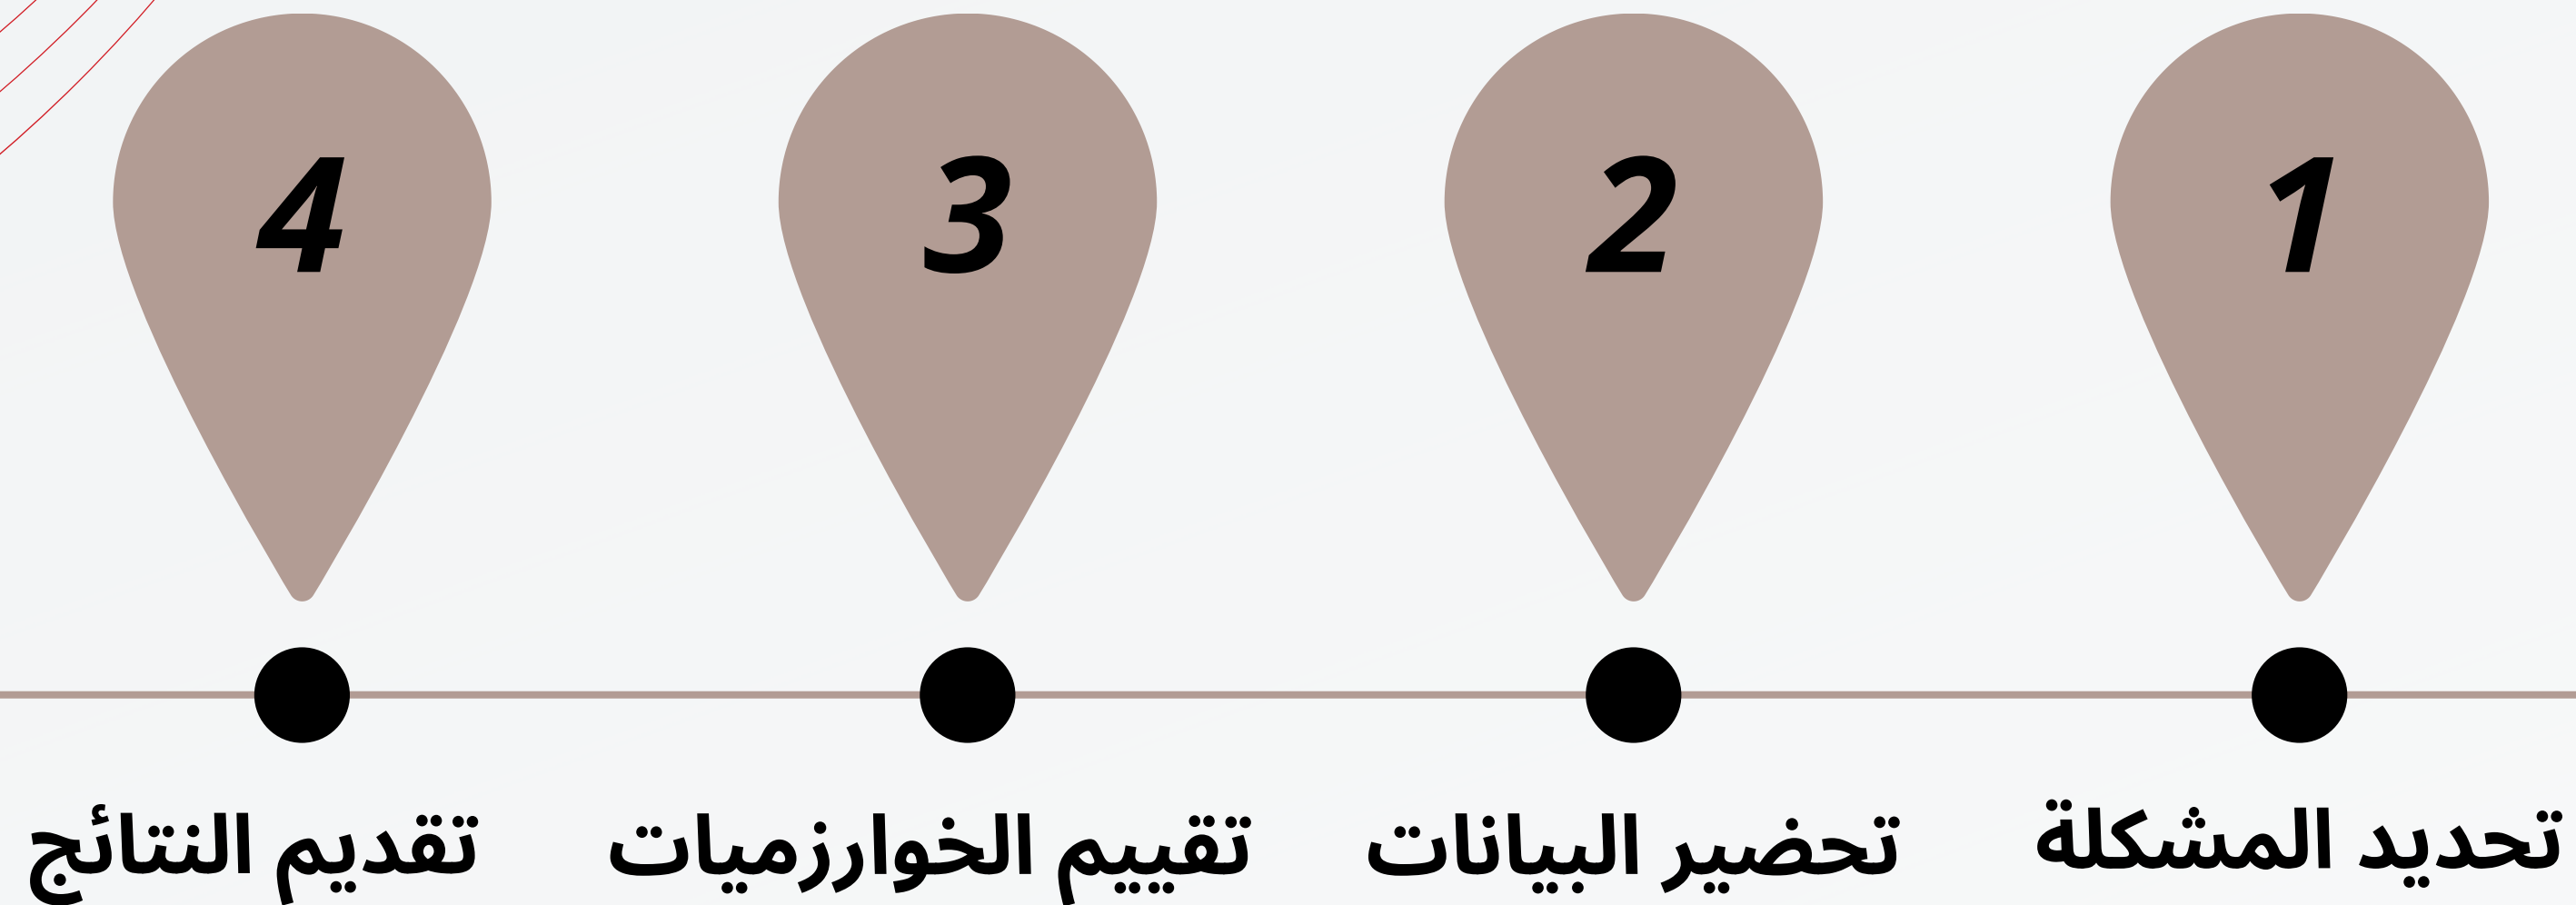 1
2
3
4
تحديد المشكلة
تحضير البيانات
تقييم الخوارزميات
تقديم النتائج